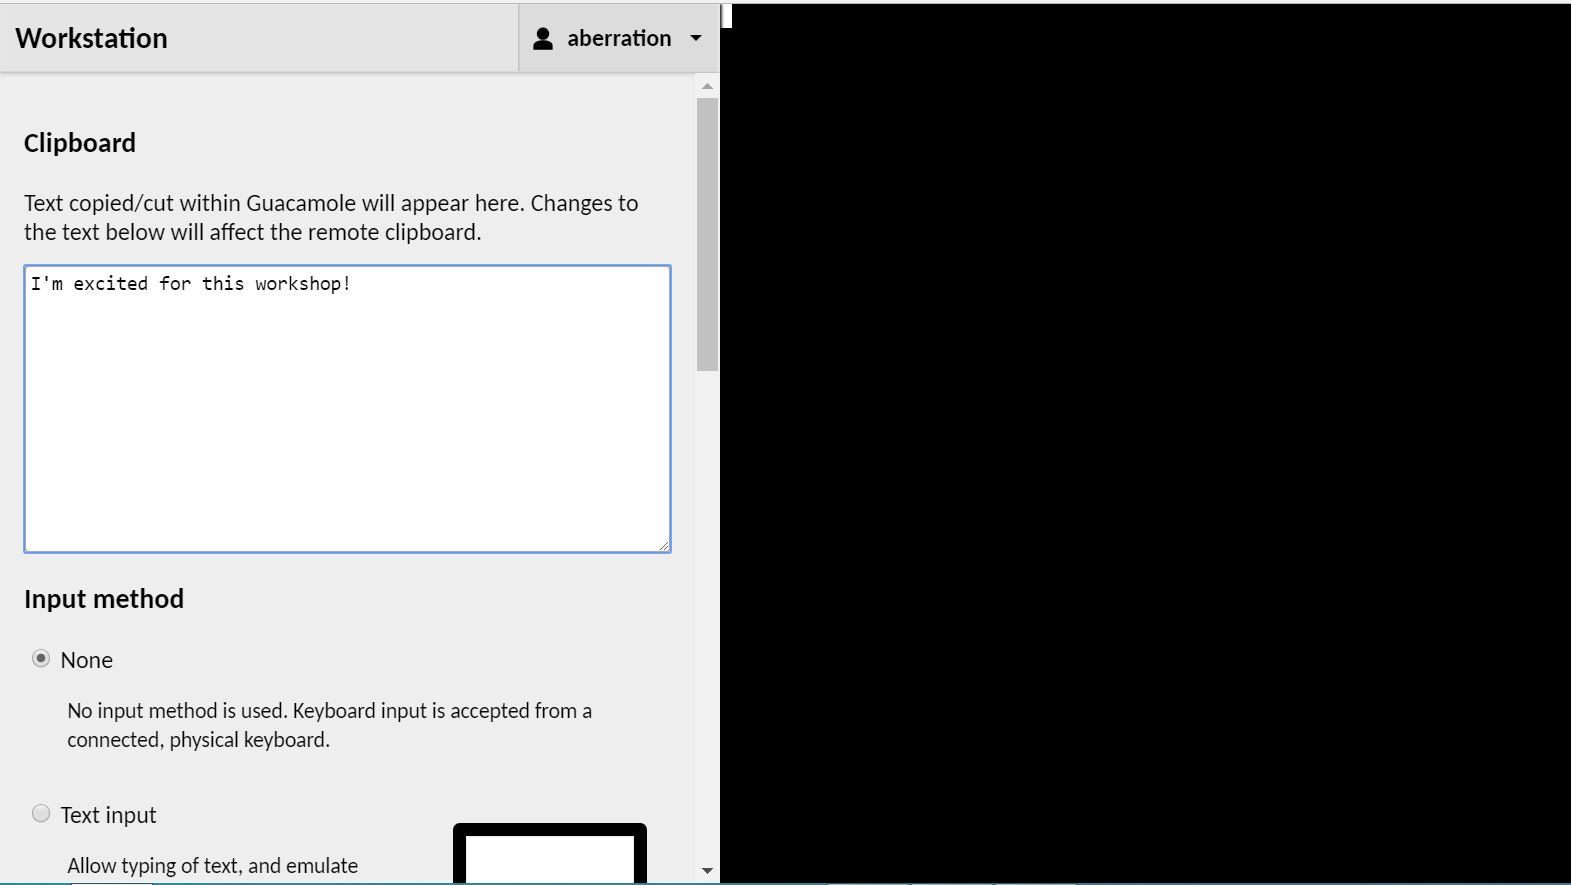 Workstation
aberration
Clipboard
Text copied/cut within Guacamole will appear here. Changes to
the text below will affect the remote clipboard.
I'm excited for this workshop!
Input method
None
No input method is used. Keyboard input is accepted from a
connected, physical keyboard.
Text input
Allow typing of text, and emulate